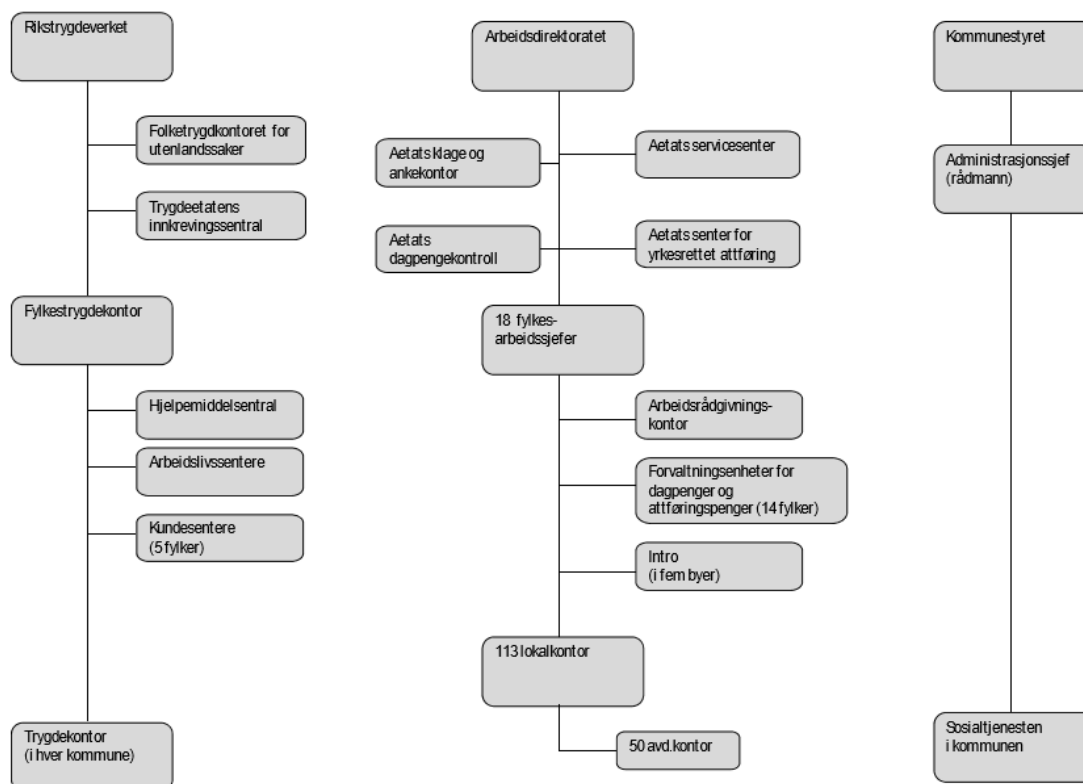 Rikstrygdeverket
Folketrygdkontoret for
utenlandssaker
Trygdeetatens
innkrevingssentral
Fylkestrygdekontor
Hjelpemiddelsentral
Arbeidslivssentere
Kundesentere
(5 fylker)
Trygdekontor
(i hver kommune)
Arbeidsdirektoratet
Aetats klage og
ankekontor
Aetats servicesenter
Aetats
dagpengekontroll
Aetats senter for
yrkesrettet attføring
18 fylkes-
arbeidssjefer
Arbeidsrådgivnings-
kontor
Forvaltningsenheter for
dagpenger og
attføringspenger (14 fylker)
Intro
(i fem byer)
113 lokalkontor
50 avd.kontor
Kommunestyret
Administrasjonssjef
(rådmann)
Sosialtjenesten
i kommunen